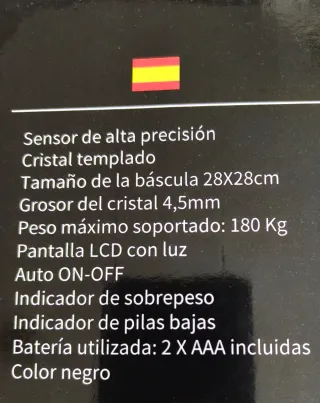 Sensor de alta precisión
Cristal templado
Tamaño de la báscula 28X28cm
Grosor del cristal 4,5mm
Peso máximo soportado: 180 Kg
Pantalla LCD con luz
Auto ON-OFF
Indicador de sobrepeso
Indicador de pilas bajas
Batería utilizada: 2 X AAA incluidas
Color negro